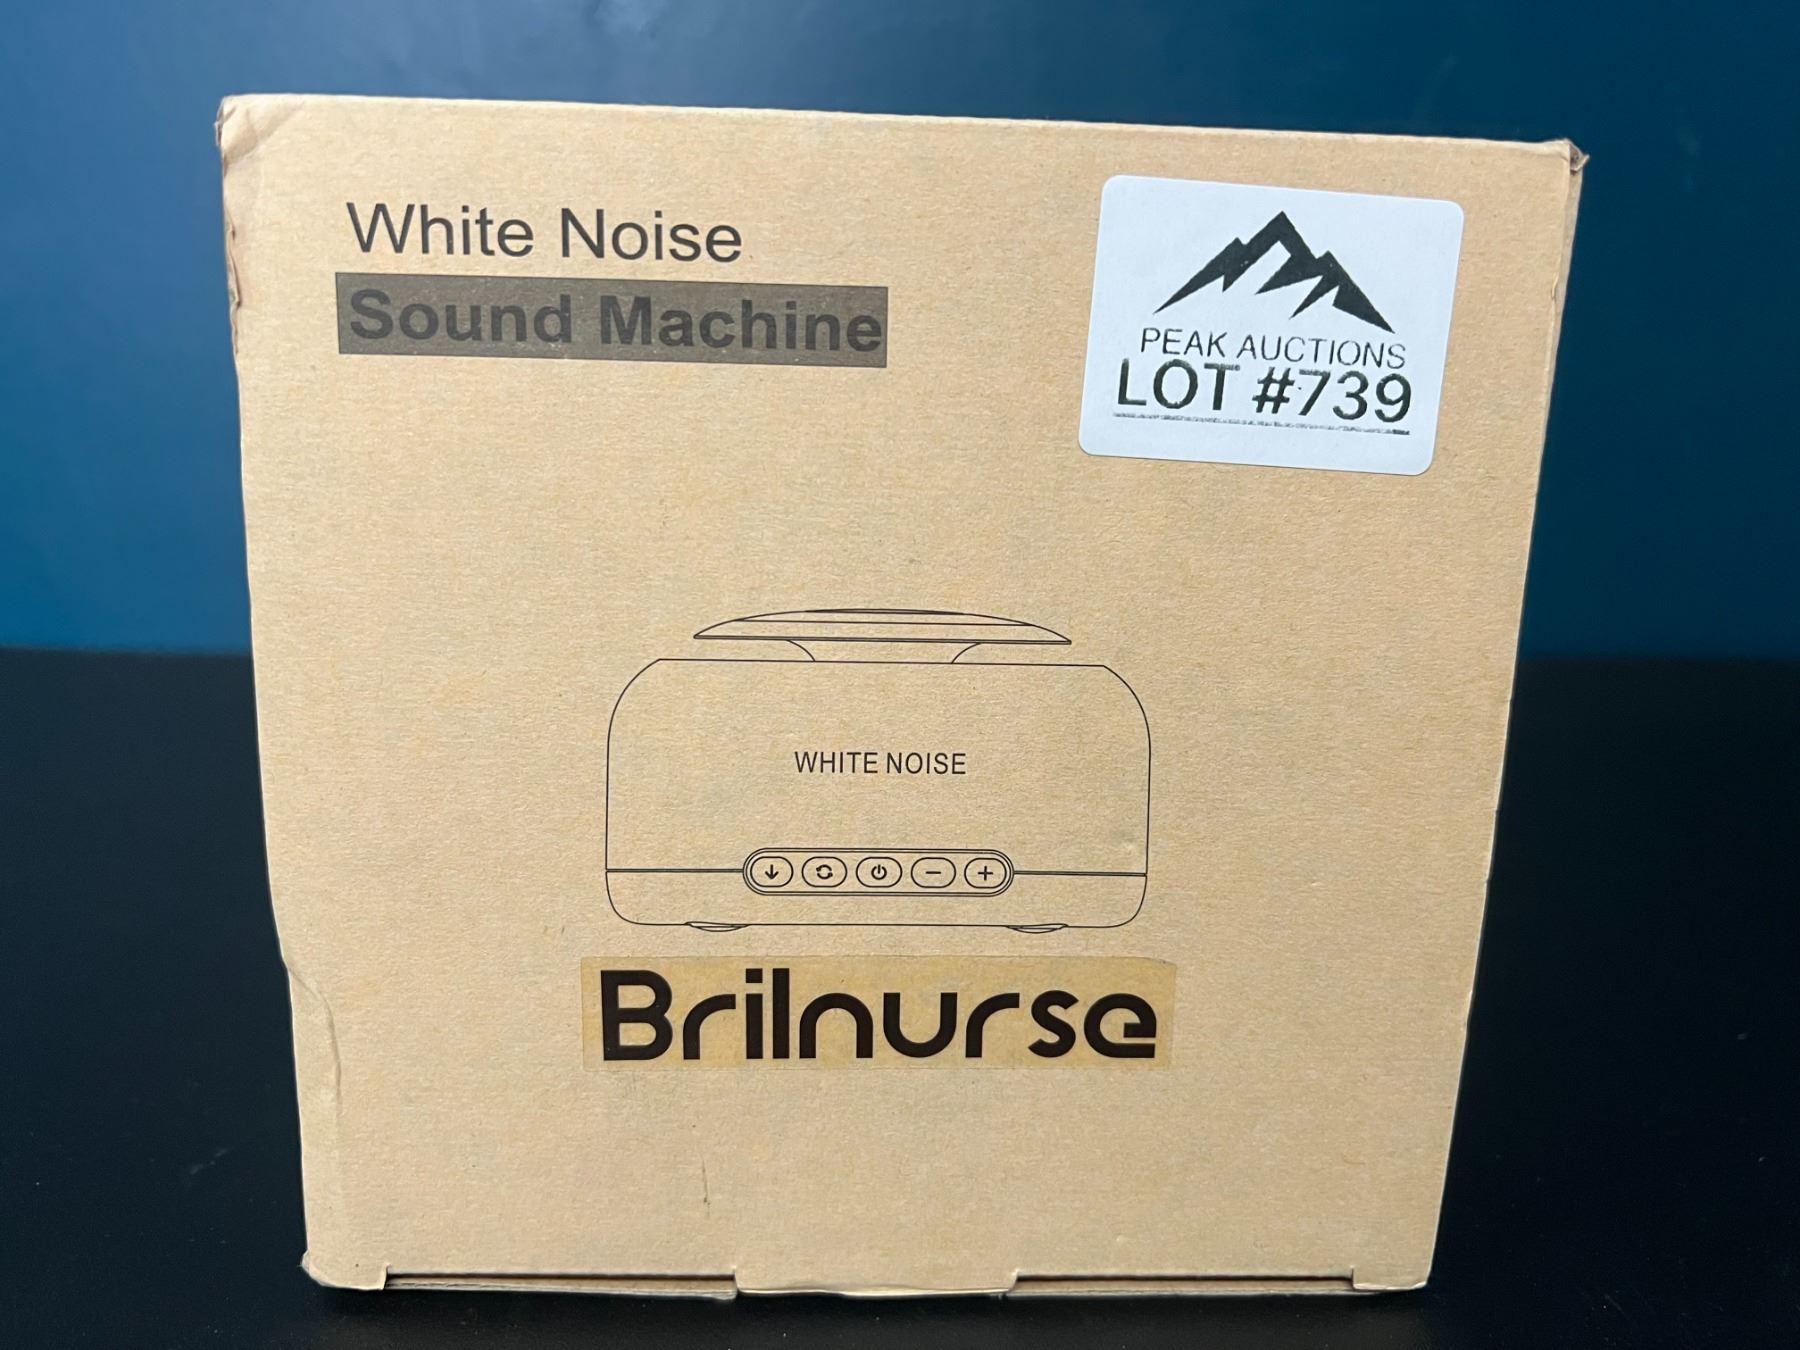 White Noise
Sound Machine
PEAK AUCTIONS
LOT #739
WHITE NOISE
Brilnurse